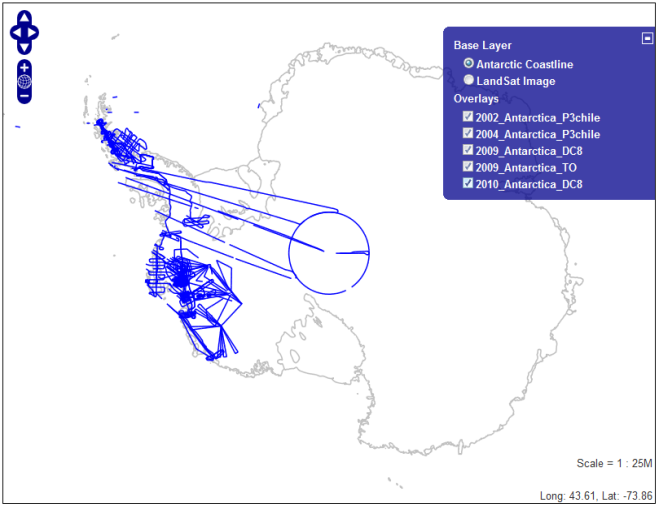 Base Layer
Antarctic Coastline
LandSat Image
Overlays
2002_Antarctica_P3chile
2004_Antarctica_P3chile
2009_Antarctica_DC8
2009_Antarctica_TO
2010_Antarctica_DC8
Scale = 1 : 25M
Long: 43.61, Lat: -73.86